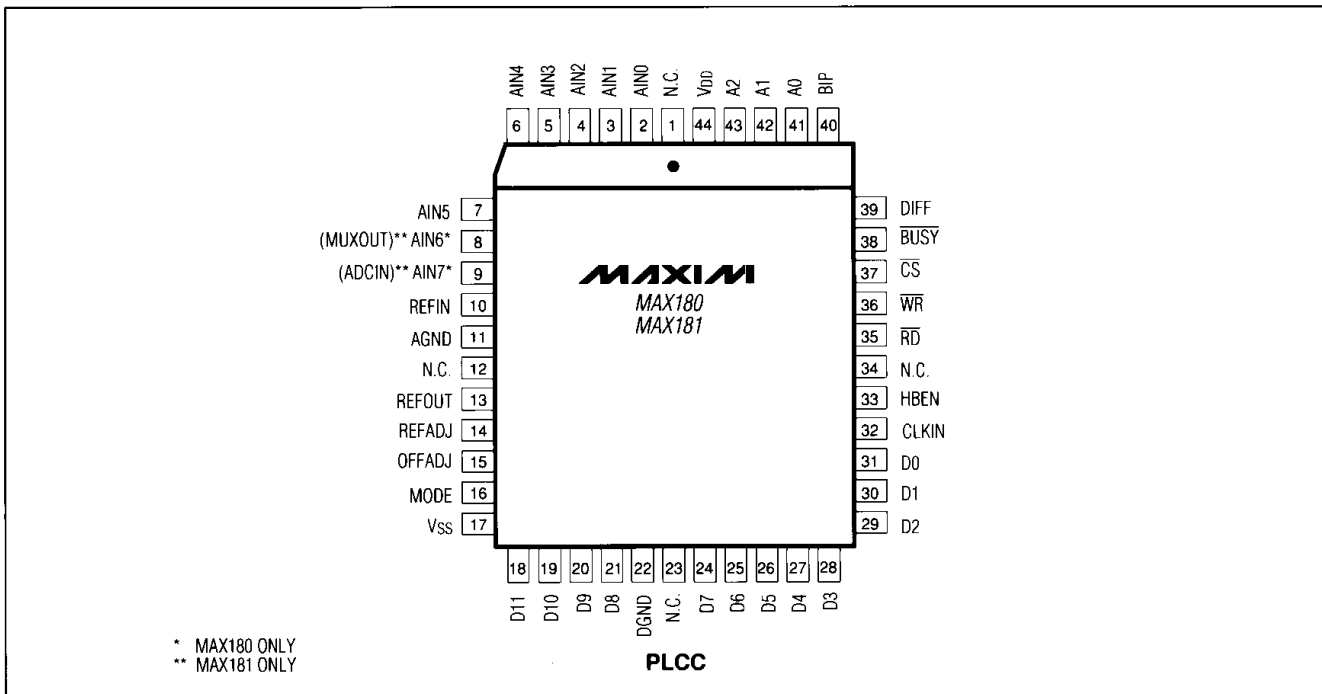 AIN4 AIN3 AIN2 AIN1 AIN0 N.C. VDD A2 A1 A0 BIP
6 5 4 3 2 1 44 43 42 41 40
AIN5 7 39 DIFF
(MUXOUT)** AIN6* 8 38 BUSY
(ADCIN)** AIN7* 9 37 CS
REFIN 10 36 WR
AGND 11 35 RD
N.C. 12 34 N.C.
REFOUT 13 33 HBEN
REFADJ 14 32 CLKIN
OFFADJ 15 31 D0
MODE 16 30 D1
VSS 17 29 D2
MAXIM
MAX180
MAX181
18 19 20 21 22 23 24 25 26 27 28
D11 D10 D9 D8 DGND N.C. D7 D6 D5 D4 D3
* MAX180 ONLY
** MAX181 ONLY
PLCC